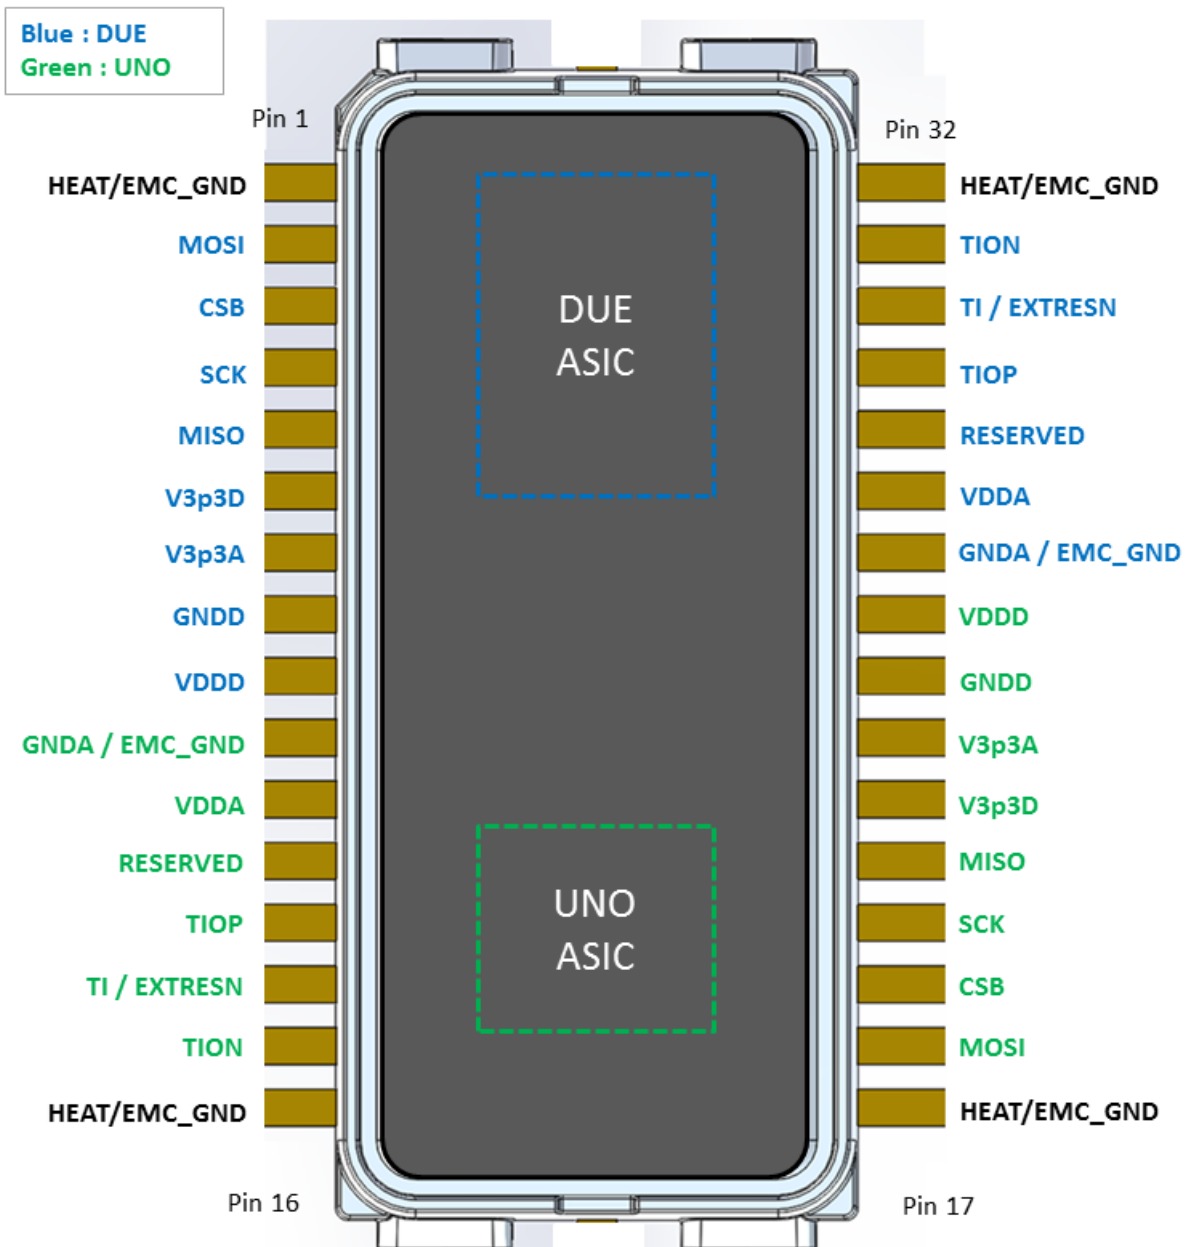 Blue : DUE
Green : UNO
Pin 1
Pin 32
HEAT/EMC_GND
HEAT/EMC_GND
MOSI
TION
CSB
TI / EXTRESN
SCK
TIOP
MISO
RESERVED
V3p3D
VDDA
V3p3A
GNDA / EMC_GND
GNDD
VDDD
VDDD
GNDD
GNDA / EMC_GND
V3p3A
VDDA
V3p3D
RESERVED
MISO
TIOP
SCK
TI / EXTRESN
CSB
TION
MOSI
HEAT/EMC_GND
HEAT/EMC_GND
Pin 16
Pin 17
DUE
ASIC
UNO
ASIC